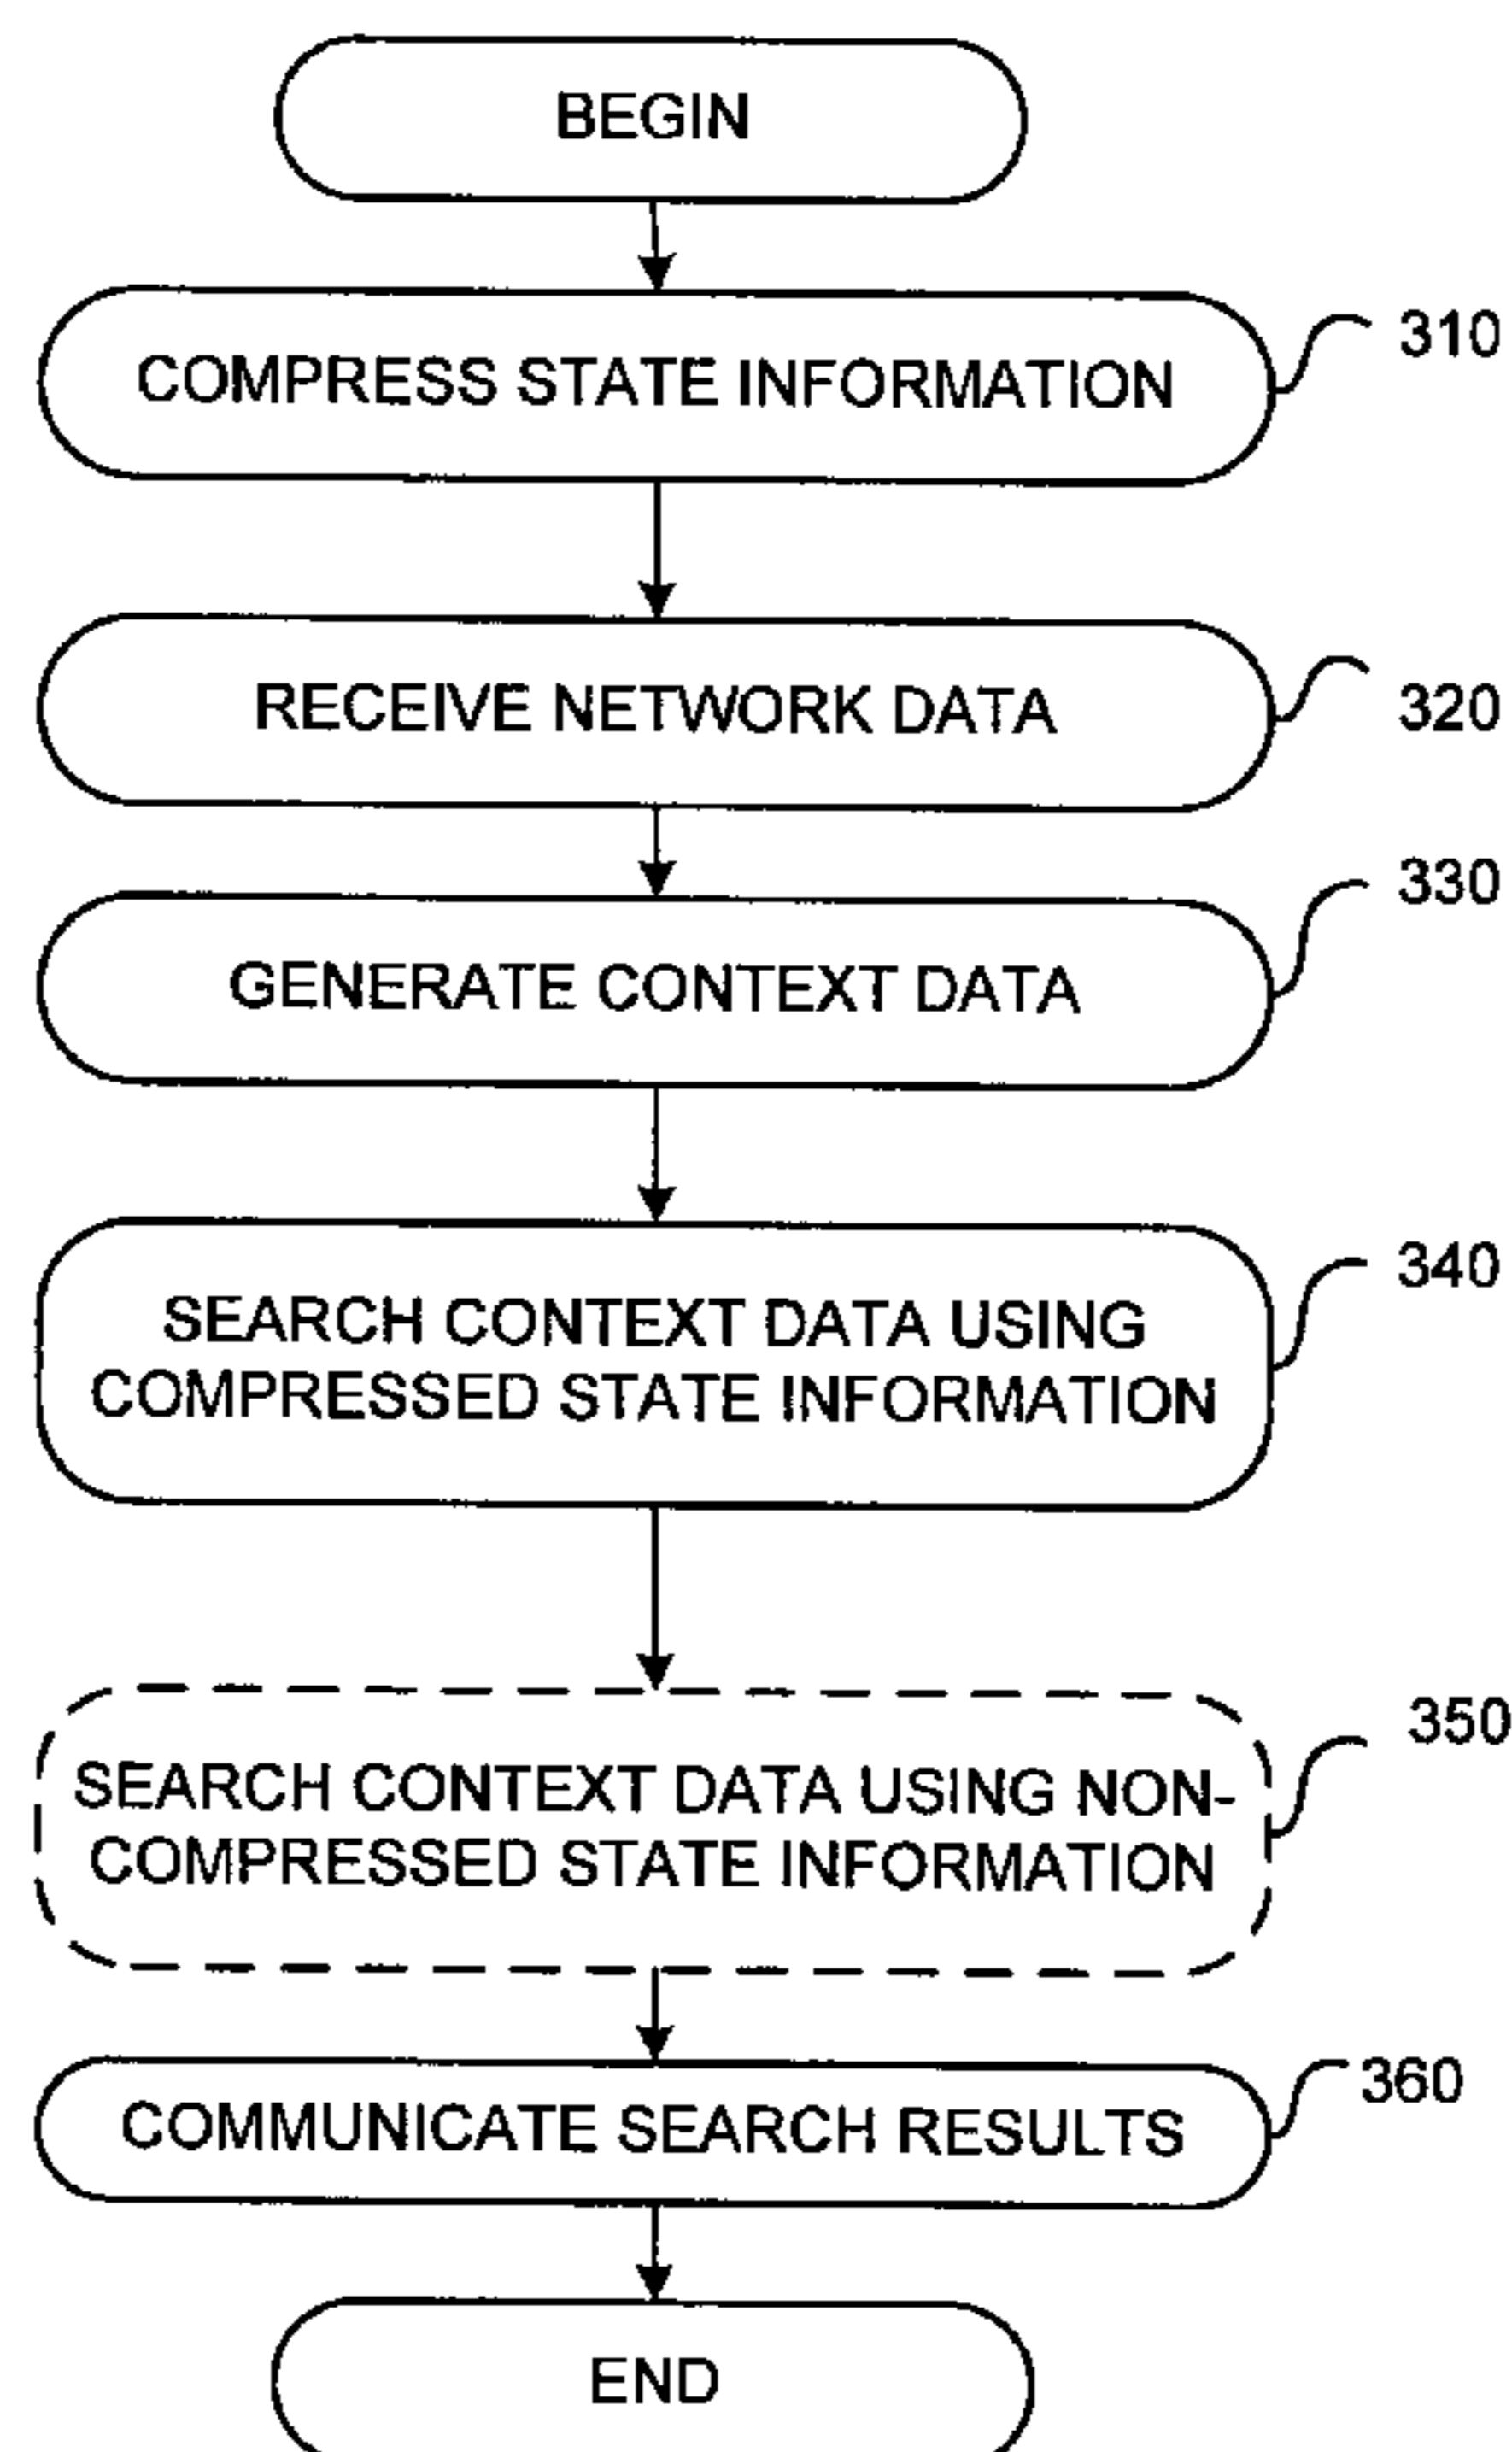 BEGIN
COMPRESS STATE INFORMATION
310
RECEIVE NETWORK DATA
320
GENERATE CONTEXT DATA
330
SEARCH CONTEXT DATA USING
COMPRESSED STATE INFORMATION
340
SEARCH CONTEXT DATA USING NON-
COMPRESSED STATE INFORMATION
350
COMMUNICATE SEARCH RESULTS
360
END